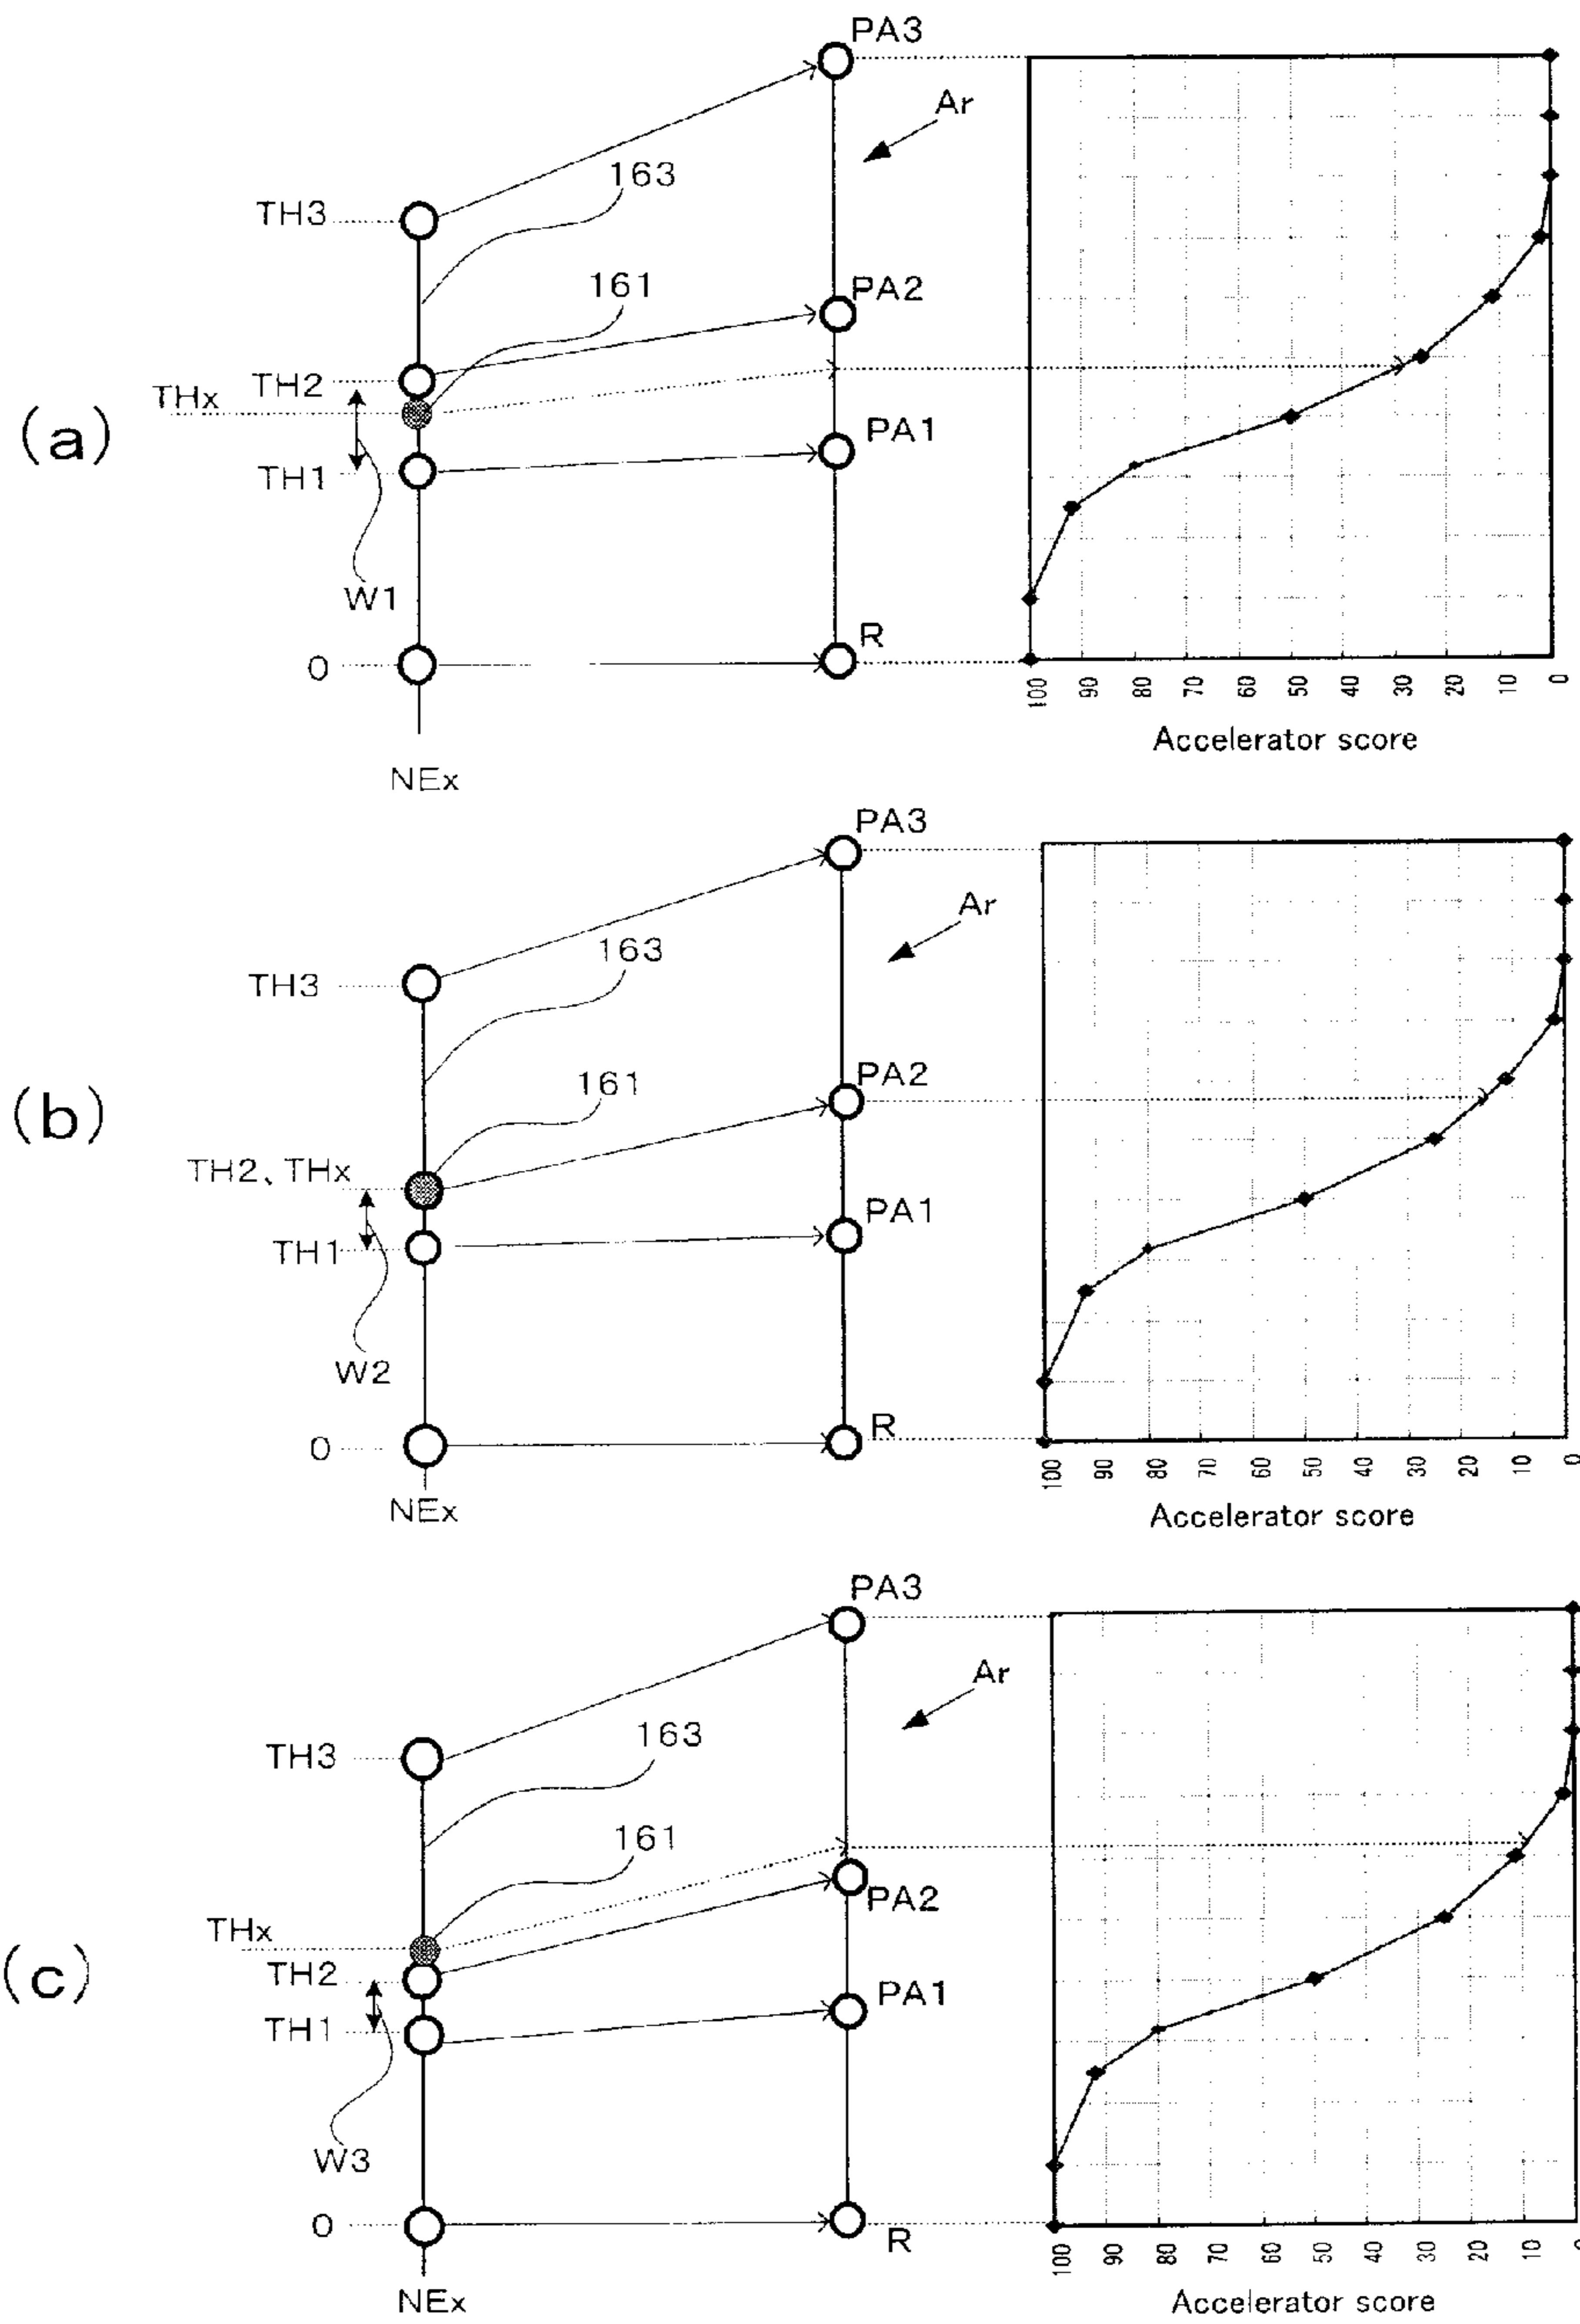 PA3
Ar
163
TH3
161
PA2
TH2
THx
(a)
PA1
TH1
W1
R
0
100 90 80 70 60 50 40 30 20 10 0
Accelerator score
NEx
PA3
Ar
163
TH3
PA2
161
(b)
TH2、THx
PA1
TH1
W2
R
0
100 90 80 70 60 50 40 30 20 10 0
NEx
Accelerator score
PA3
Ar
163
TH3
161
PA2
THx
(c)
TH2
PA1
TH1
W3
0
R
100 90 80 70 60 50 40 30 20 10 0
NEx
Accelerator score